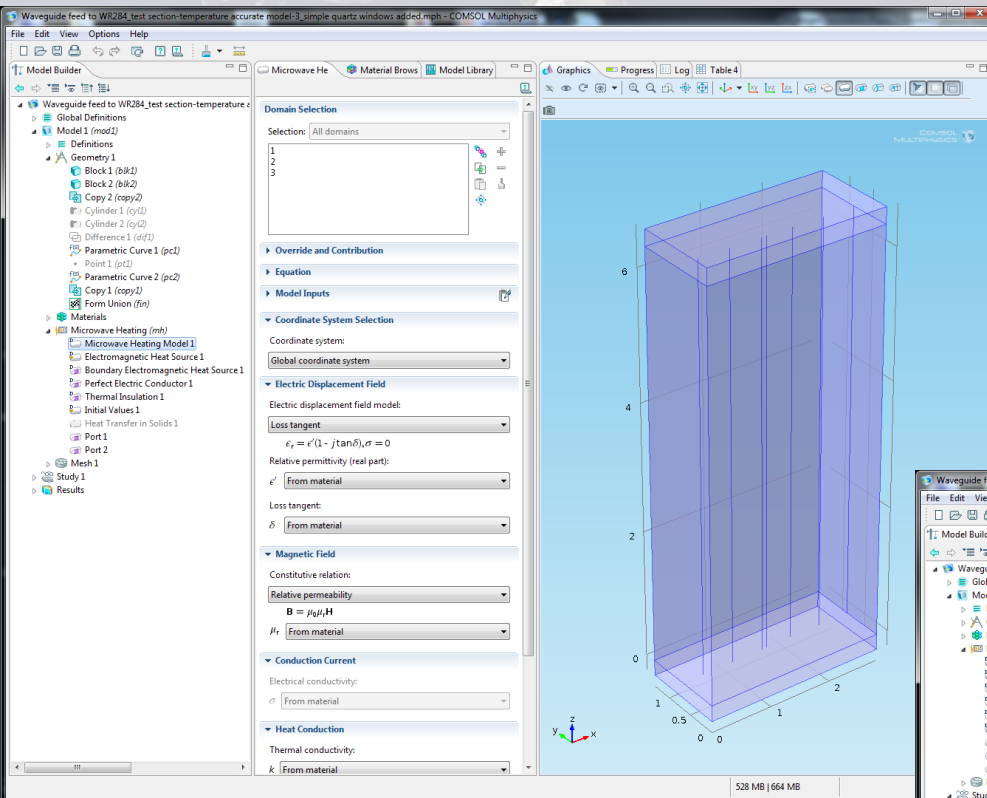 Waveguide feed to WR284_test section-temperature accurate model-3_simple quartz windows added.mph - COMSOL Multiphysics
File Edit View Options Help
Model Builder
Waveguide feed to WR284_test section-temperature a
Global Definitions
Model 1 (mod1)
Definitions
Geometry 1
Block 1 (blk1)
Block 2 (blk2)
Copy 2 (copy2)
Cylinder 1 (cyl1)
Cylinder 2 (cyl2)
Difference 1 (dif1)
Parametric Curve 1 (pc1)
Point 1 (pt1)
Parametric Curve 2 (pc2)
Copy 1 (copy1)
Form Union (fin)
Materials
Microwave Heating (mh)
Microwave Heating Model 1
Electromagnetic Heat Source 1
Boundary Electromagnetic Heat Source 1
Perfect Electric Conductor 1
Thermal Insulation 1
Initial Values 1
Heat Transfer in Solids 1
Port 1
Port 2
Mesh 1
Study 1
Results
Microwave He Material Brows Model Library
Domain Selection
Selection: All domains
1
2
3
Override and Contribution
Equation
Model Inputs
Coordinate System Selection
Coordinate system:
Global coordinate system
Electric Displacement Field
Electric displacement field model:
Loss tangent
εr = ε′(1 - j tanδ), σ = 0
Relative permittivity (real part):
ε′ From material
Loss tangent:
δ From material
Magnetic Field
Constitutive relation:
Relative permeability
B = μ0μrH
μr From material
Conduction Current
Electrical conductivity:
σ From material
Heat Conduction
Thermal conductivity:
k From material
Graphics Progress Log Table 4
xy yz zx
COMSOL
MULTIPHYSICS
6
4
2
0
1
0.5
0
0
1
2
z
y
x
528 MB | 664 MB
Waveguide f
File Edit Vie
Model Build
Wavegu
Glob
Mod
Stud